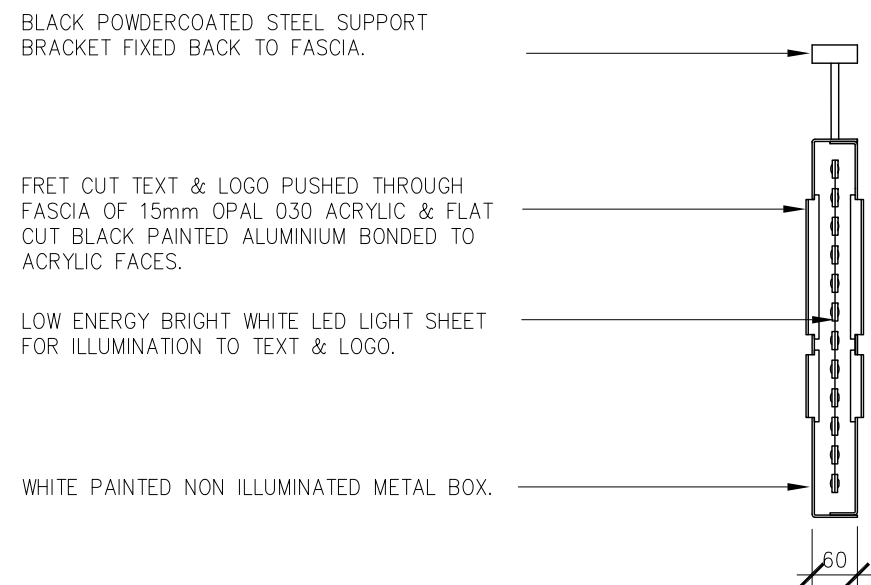 BLACK POWDERCOATED STEEL SUPPORT
BRACKET FIXED BACK TO FASCIA.
FRET CUT TEXT & LOGO PUSHED THROUGH
FASCIA OF 15mm OPAL 030 ACRYLIC & FLAT
CUT BLACK PAINTED ALUMINIUM BONDED TO
ACRYLIC FACES.
LOW ENERGY BRIGHT WHITE LED LIGHT SHEET
FOR ILLUMINATION TO TEXT & LOGO.
WHITE PAINTED NON ILLUMINATED METAL BOX.
60